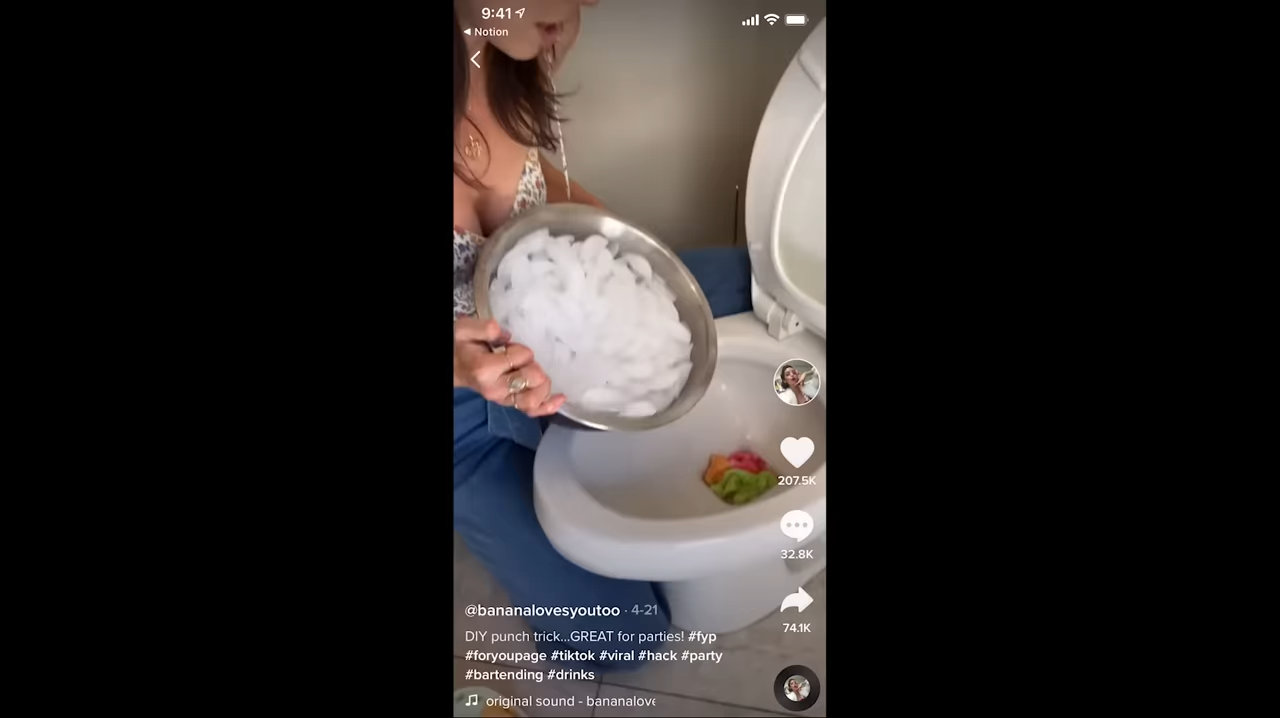 9:41
◀ Notion
207.5K
32.8K
74.1K
@bananalovesyoutoo · 4-21
DIY punch trick...GREAT for parties! #fyp
#foryoupage #tiktok #viral #hack #party
#bartending #drinks
original sound - bananalove